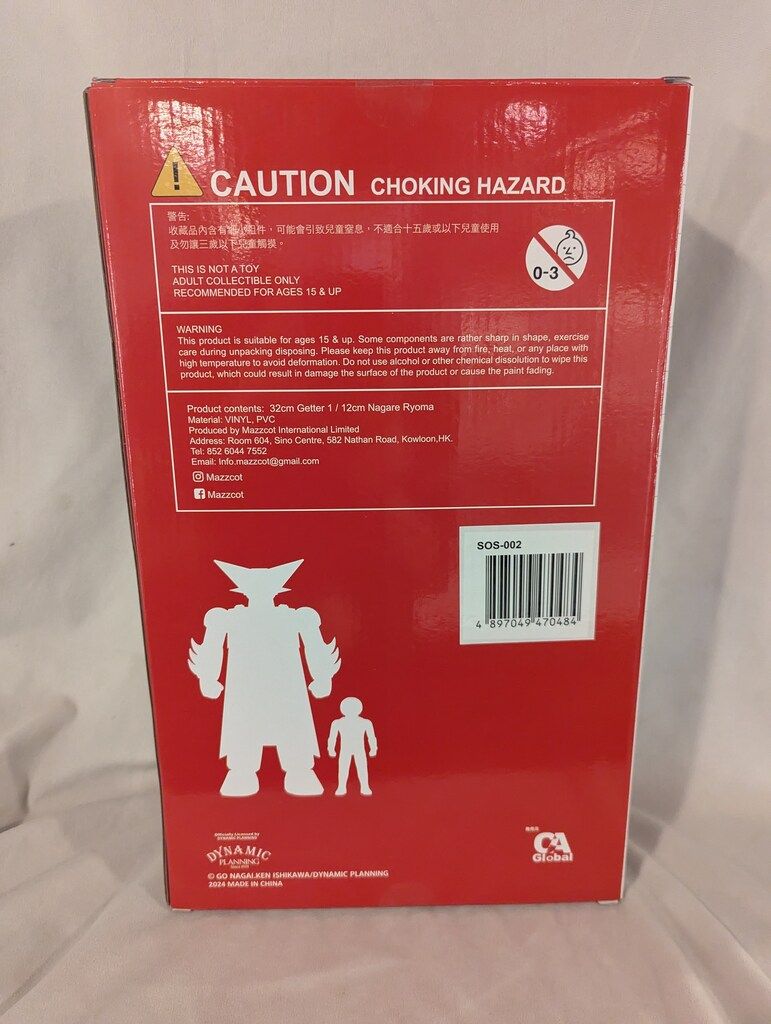 CAUTION CHOKING HAZARD
警告:
收藏品內含有細小組件，可能會引致兒童窒息，不適合十五歲或以下兒童使用
及勿讓三歲以下兒童觸摸。
THIS IS NOT A TOY
ADULT COLLECTIBLE ONLY
RECOMMENDED FOR AGES 15 & UP
0-3
WARNING
This product is suitable for ages 15 & up. Some components are rather sharp in shape, exercise
care during unpacking disposing. Please keep this product away from fire, heat, or any place with
high temperature to avoid deformation. Do not use alcohol or other chemical dissolution to wipe this
product, which could result in damage the surface of the product or cause the paint fading.
Product contents: 32cm Getter 1 / 12cm Nagare Ryoma
Material: VINYL, PVC
Produced by Mazzcot International Limited
Address: Room 604, Sino Centre, 582 Nathan Road, Kowloon,HK.
Tel: 852 6044 7552
Email: Info.mazzcot@gmail.com
Mazzcot
Mazzcot
SOS-002
4 897049 470484
Officially Licensed by
DYNAMIC PLANNING
DYNAMIC
PLANNING
© GO NAGAI.KEN ISHIKAWA/DYNAMIC PLANNING
2024 MADE IN CHINA
CA
Global